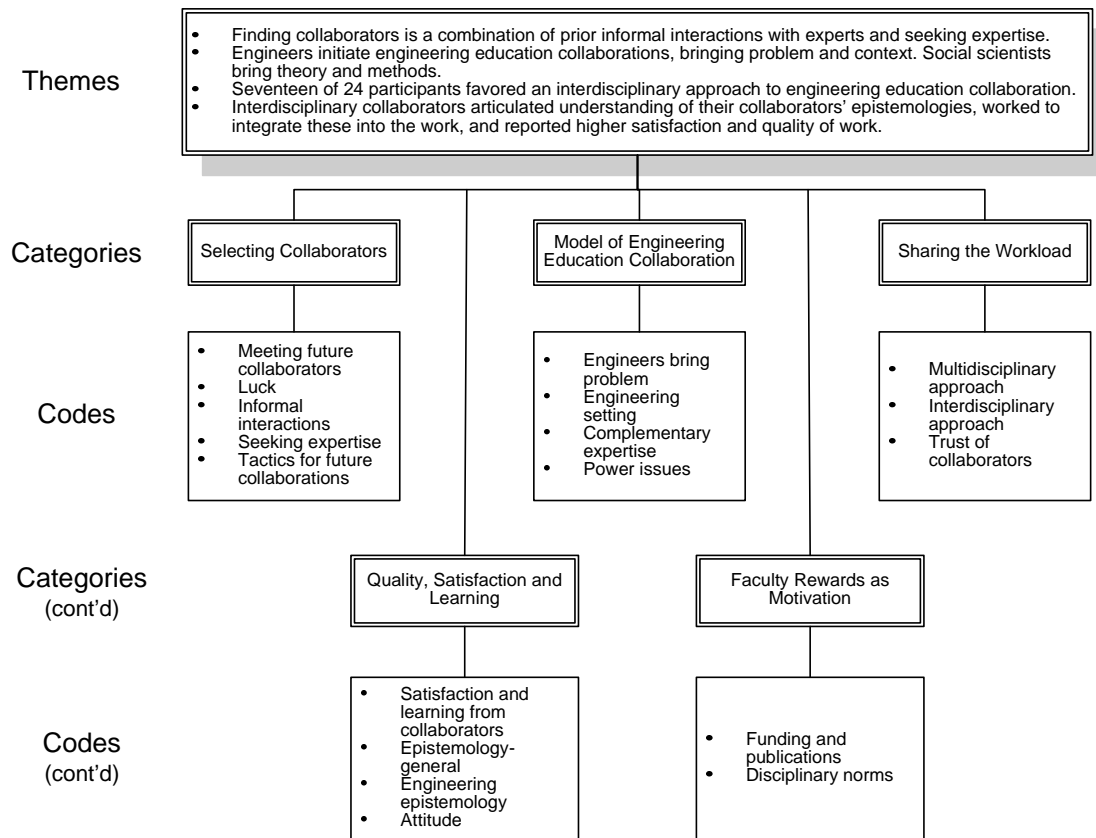 Themes
• Finding collaborators is a combination of prior informal interactions with experts and seeking expertise.
• Engineers initiate engineering education collaborations, bringing problem and context. Social scientists
bring theory and methods.
• Seventeen of 24 participants favored an interdisciplinary approach to engineering education collaboration.
• Interdisciplinary collaborators articulated understanding of their collaborators’ epistemologies, worked to
integrate these into the work, and reported higher satisfaction and quality of work.
Categories
Selecting Collaborators
Model of Engineering
Education Collaboration
Sharing the Workload
Codes
• Meeting future
collaborators
• Luck
• Informal
interactions
• Seeking expertise
• Tactics for future
collaborations
• Engineers bring
problem
• Engineering
setting
• Complementary
expertise
• Power issues
• Multidisciplinary
approach
• Interdisciplinary
approach
• Trust of
collaborators
Categories
(cont’d)
Quality, Satisfaction and
Learning
Faculty Rewards as
Motivation
Codes
(cont’d)
• Satisfaction and
learning from
collaborators
• Epistemology-
general
• Engineering
epistemology
• Attitude
• Funding and
publications
• Disciplinary norms